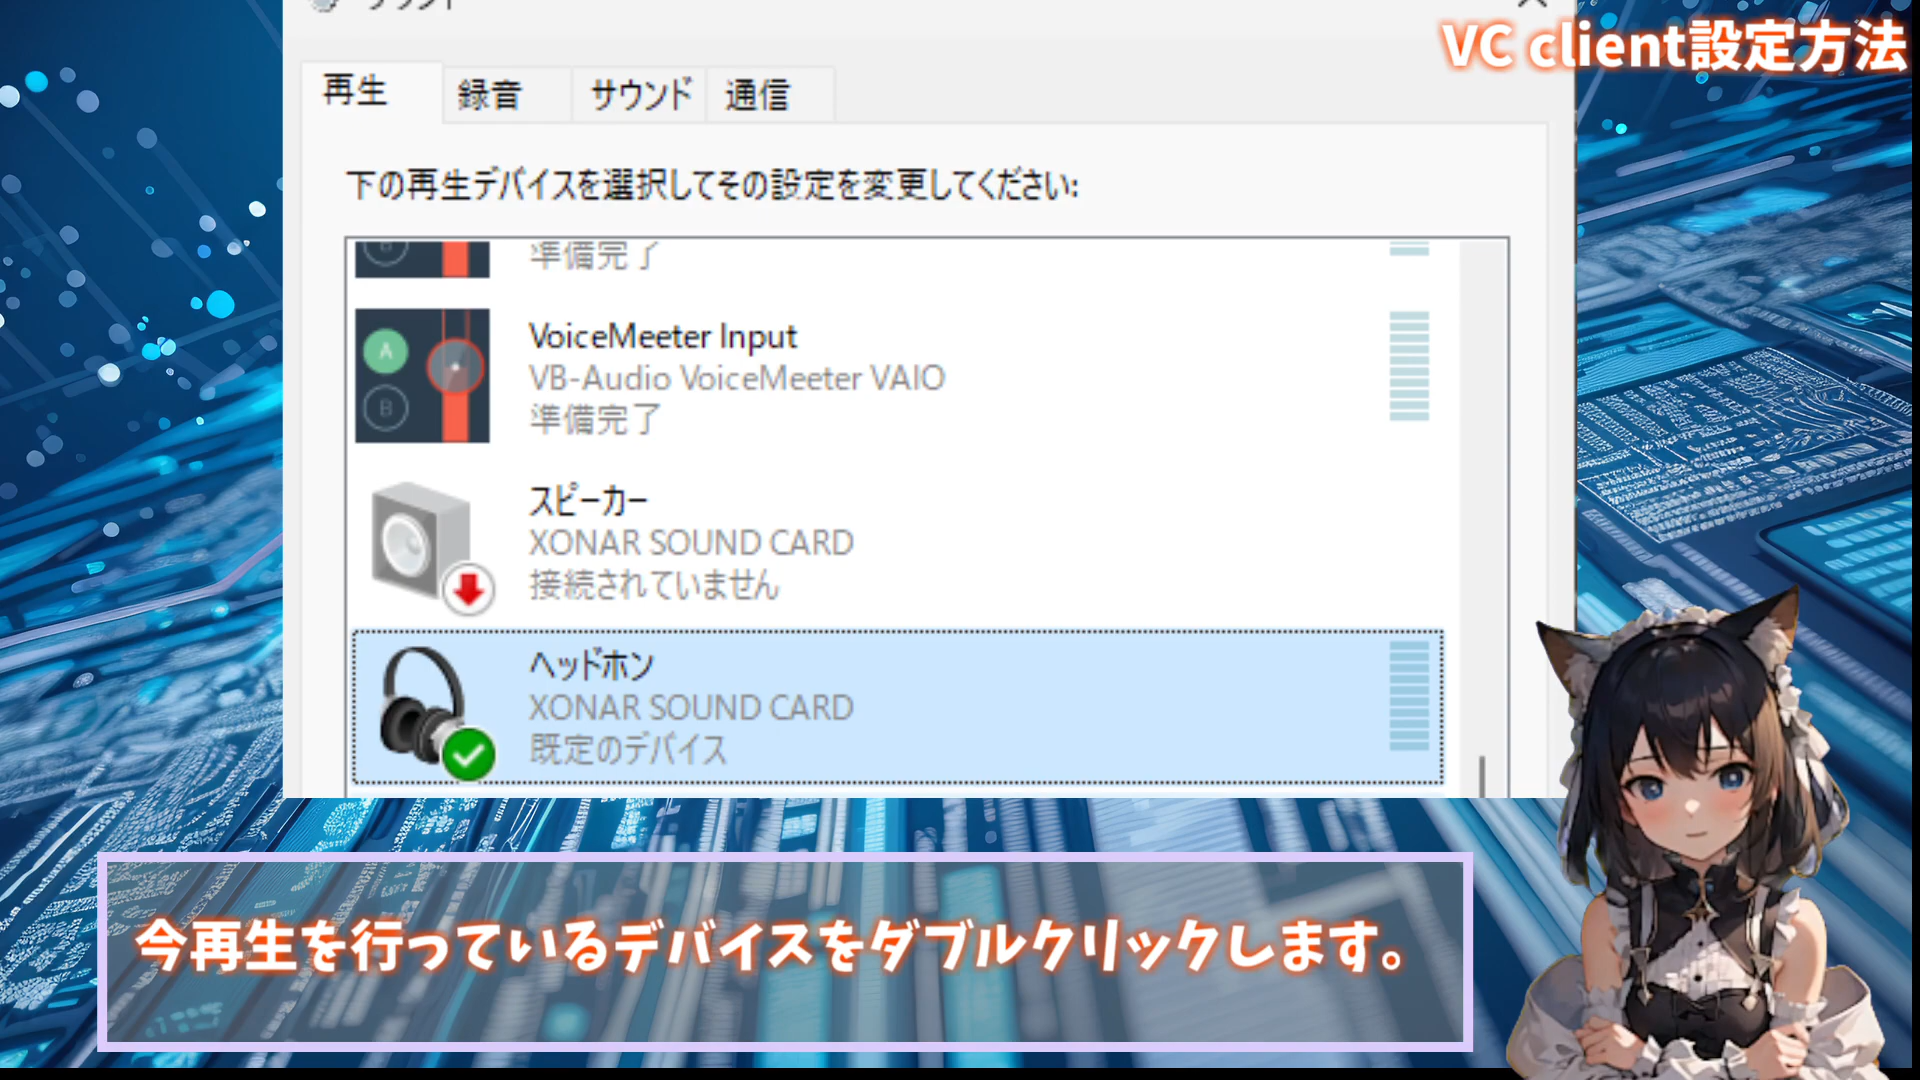 サウンド
VC client設定方法
再生
録音
サウンド
通信
下の再生デバイスを選択してその設定を変更してください:
B
準備完了
VoiceMeeter Input
A
VB-Audio VoiceMeeter VAIO
B
準備完了
スピーカー
XONAR SOUND CARD
接続されていません
ヘッドホン
XONAR SOUND CARD
既定のデバイス
今再生を行っているデバイスをダブルクリックします。